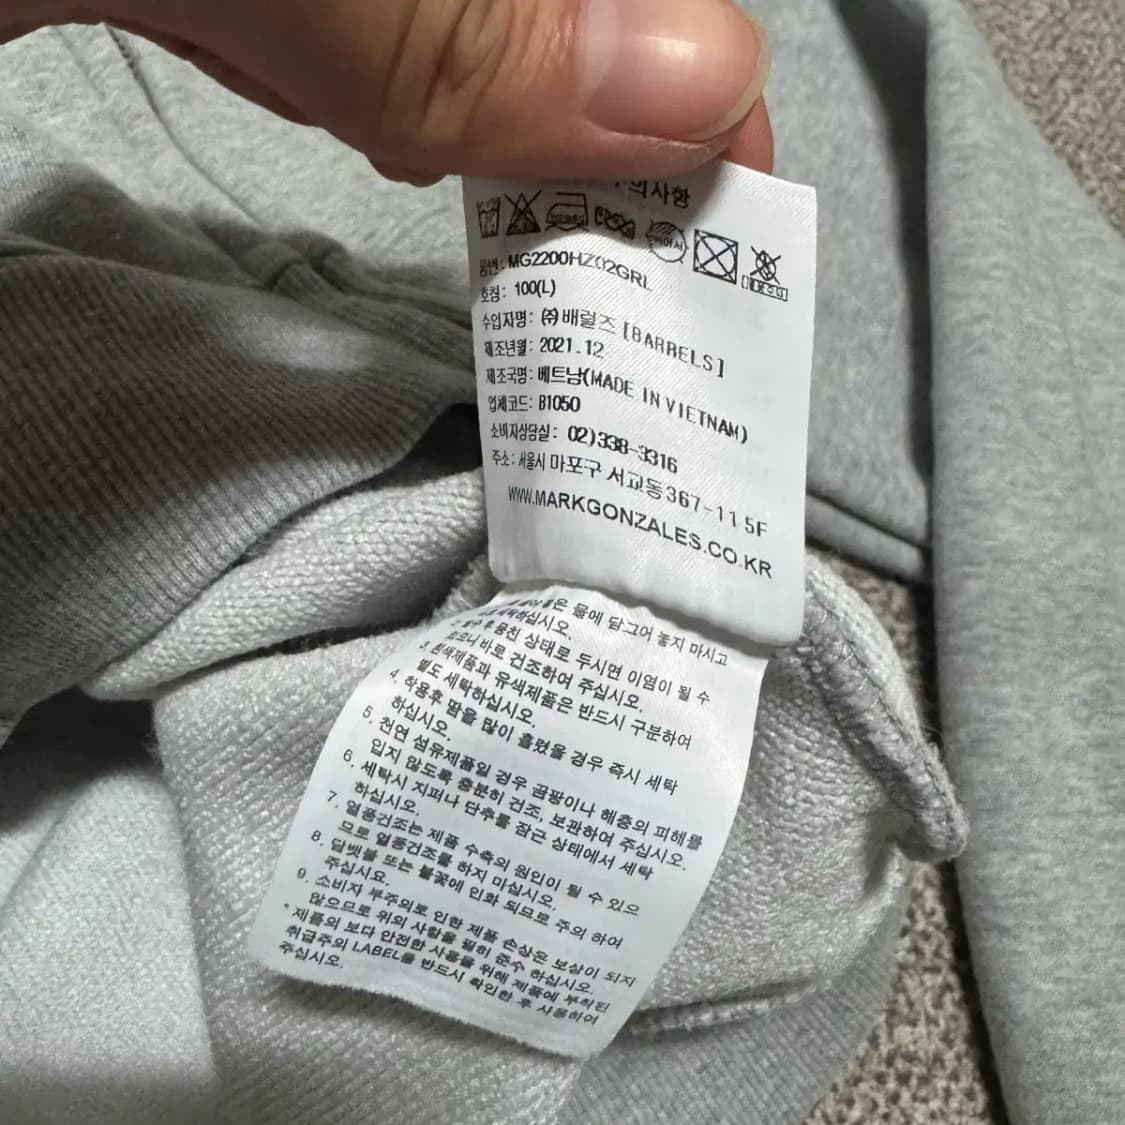 의사항
품번: MG2200HZ02GRL
호칭: 100(L)
수입자명: ㈜배럴즈 [BARRELS]
제조년월: 2021.12
제조국명: 베트남(MADE IN VIETNAM)
업체코드: B1050
소비자상담실: 02)338-3316
주소: 서울시 마포구 서교동 367-11 5F
WWW.MARKGONZALES.CO.KR
물에 담그어 놓지 마시고
세탁하십시오.
2. 탈수 후 뭉친 상태로 두시면 이염이 될 수
있으니 바로 건조하여 주십시오.
3. 흰색제품과 유색제품은 반드시 구분하여
별도 세탁하십시오.
4. 착용후 땀을 많이 흘렸을 경우 즉시 세탁
하십시오.
5. 천연 섬유제품일 경우 곰팡이나 해충의 피해를
입지 않도록 충분히 건조, 보관하여 주십시오.
6. 세탁시 지퍼나 단추를 잠근 상태에서 세탁
하십시오.
7. 열풍건조는 제품 수축의 원인이 될 수 있으
므로 열풍건조를 하지 마십시오.
8. 담뱃불 또는 불꽃에 인화 되므로 주의 하여
주십시요.
9. 소비자 부주의로 인한 제품 손상은 보상이 되지
않으므로 위의 사항을 필히 준수 하십시오.
* 제품의 보다 안전한 사용을 위해 제품에 부착된
취급주의 LABEL를 반드시 확인한 후 사용하여
주십시오.